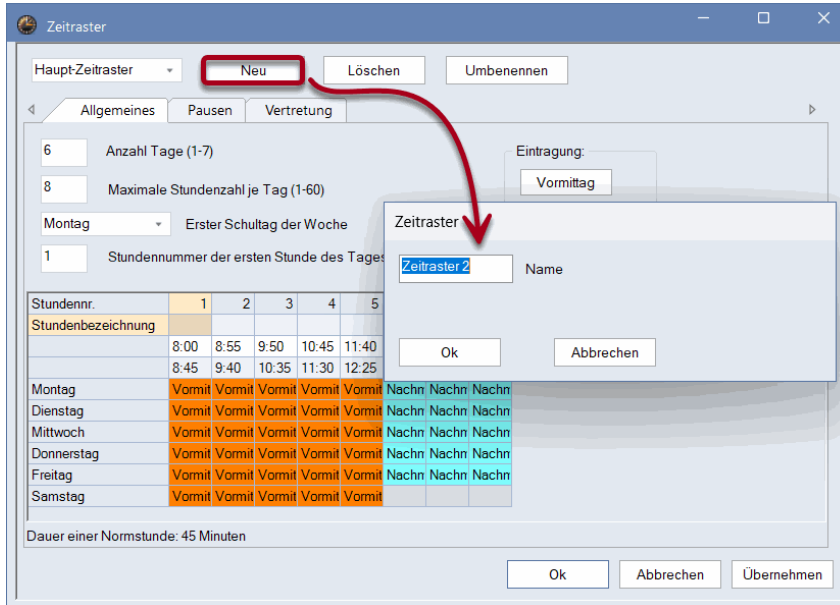 Zeitraster
Haupt-Zeitraster Neu Löschen Umbenennen
Allgemeines Pausen Vertretung
6 Anzahl Tage (1-7)
8 Maximale Stundenzahl je Tag (1-60)
Montag Erster Schultag der Woche
1 Stundennummer der ersten Stunde des Tages
Eintragung:
Vormittag
Zeitraster
Zeitraster 2 Name
Ok Abbrechen
Stundennr. 1 2 3 4 5
Stundenbezeichnung
8:00 8:55 9:50 10:45 11:40
8:45 9:40 10:35 11:30 12:25
Montag Vormit Vormit Vormit Vormit Vormit Nachm Nachm Nachm
Dienstag Vormit Vormit Vormit Vormit Vormit Nachm Nachm Nachm
Mittwoch Vormit Vormit Vormit Vormit Vormit Nachm Nachm Nachm
Donnerstag Vormit Vormit Vormit Vormit Vormit Nachm Nachm Nachm
Freitag Vormit Vormit Vormit Vormit Vormit Nachm Nachm Nachm
Samstag Vormit Vormit Vormit Vormit Vormit
Dauer einer Normstunde: 45 Minuten
Ok Abbrechen Übernehmen